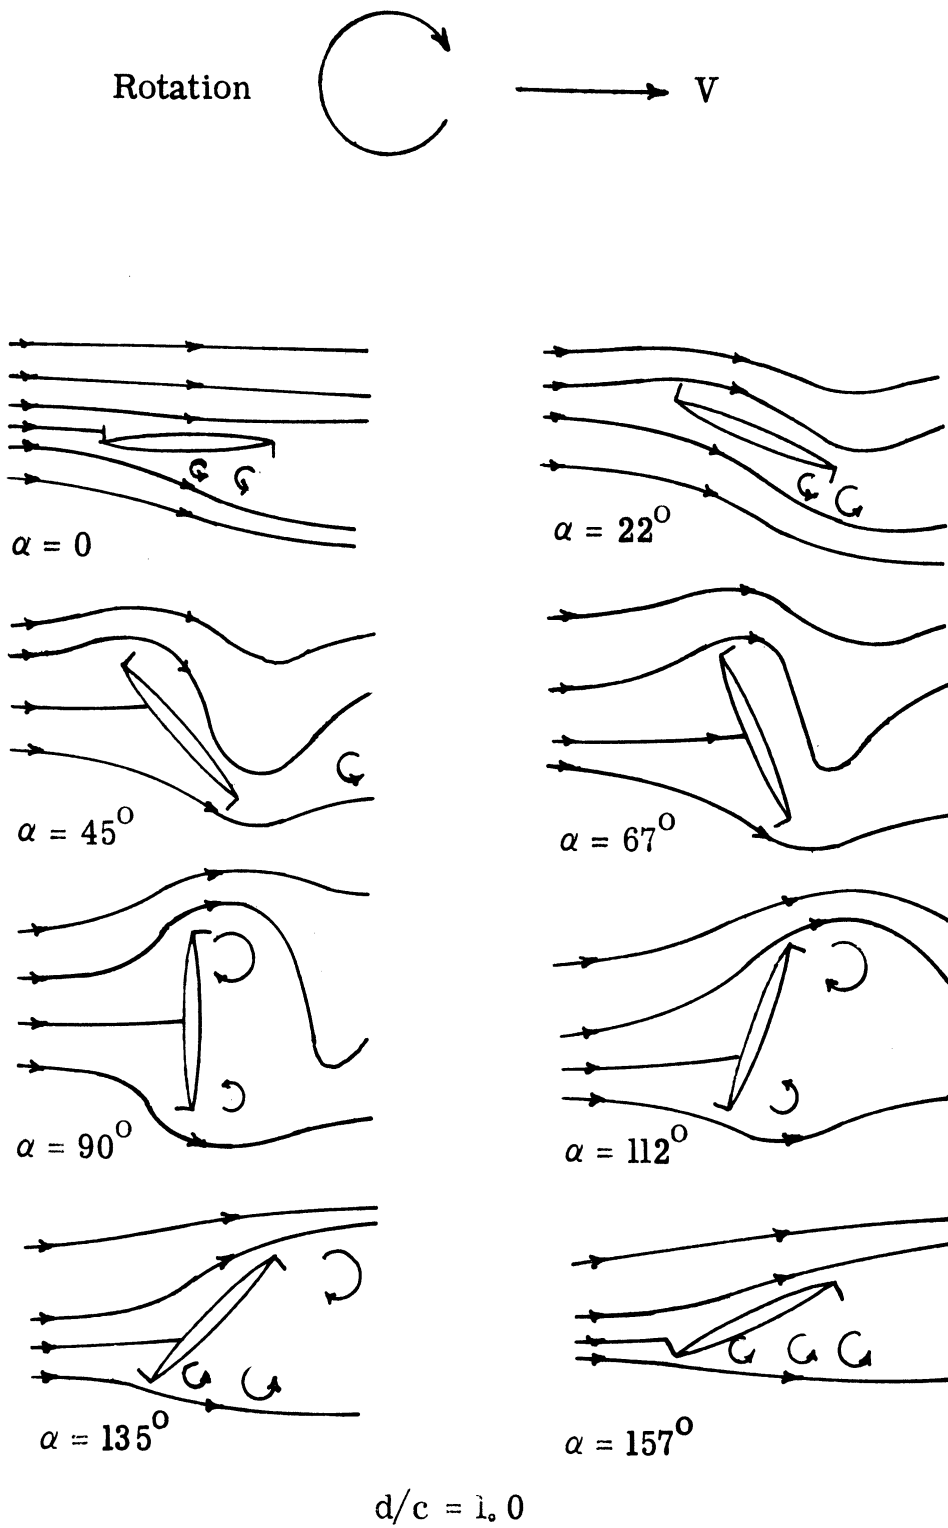 Rotation V
α = 0
α = 22°
α = 45°
α = 67°
α = 90°
α = 112°
α = 135°
α = 157°
d/c = 1.0